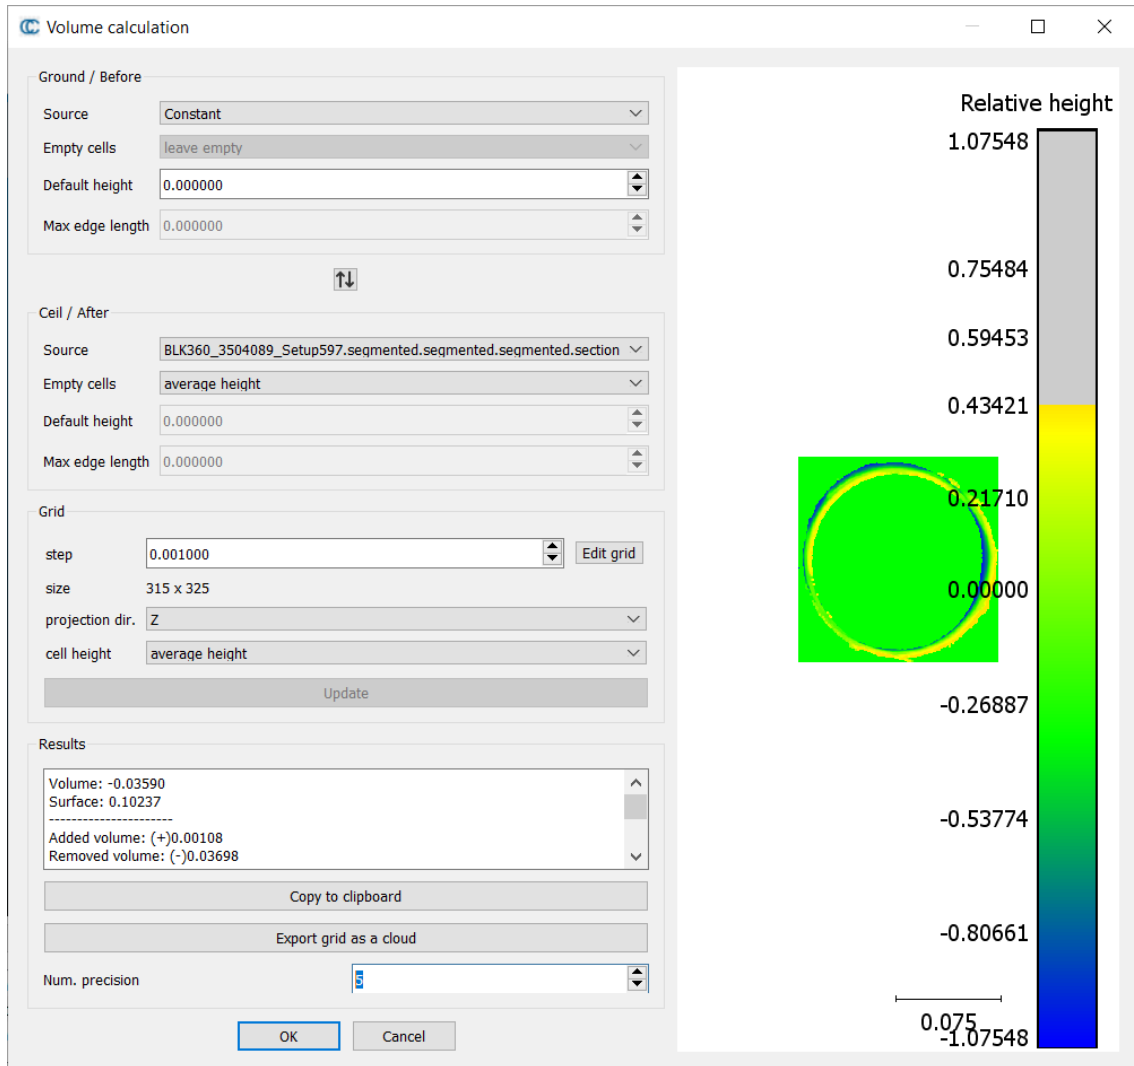 Volume calculation
Ground / Before
Source Constant
Empty cells leave empty
Default height 0.000000
Max edge length 0.000000
Ceil / After
Source BLK360_3504089_Setup597.segmented.segmented.segmented.section
Empty cells average height
Default height 0.000000
Max edge length 0.000000
Grid
step 0.001000 Edit grid
size 315 x 325
projection dir. Z
cell height average height
Update
Results
Volume: -0.03590
Surface: 0.10237
----------------------
Added volume: (+)0.00108
Removed volume: (-)0.03698
Copy to clipboard
Export grid as a cloud
Num. precision 5
OK Cancel
Relative height
1.07548
0.75484
0.59453
0.43421
0.21710
0.00000
-0.26887
-0.53774
-0.80661
0.075
-1.07548